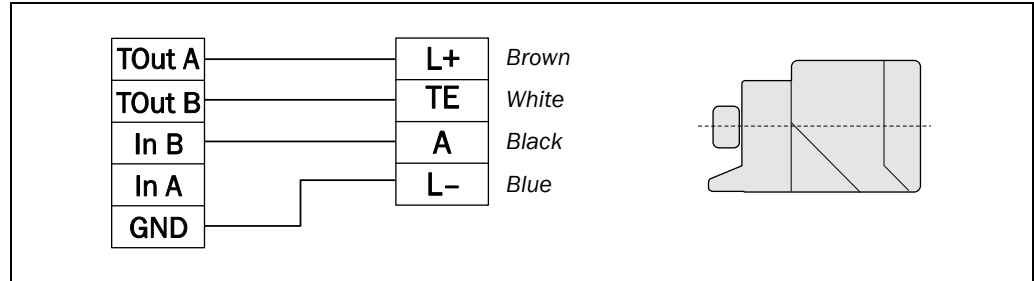 TOut A L+ Brown
TOut B TE White
In B A Black
In A L– Blue
GND